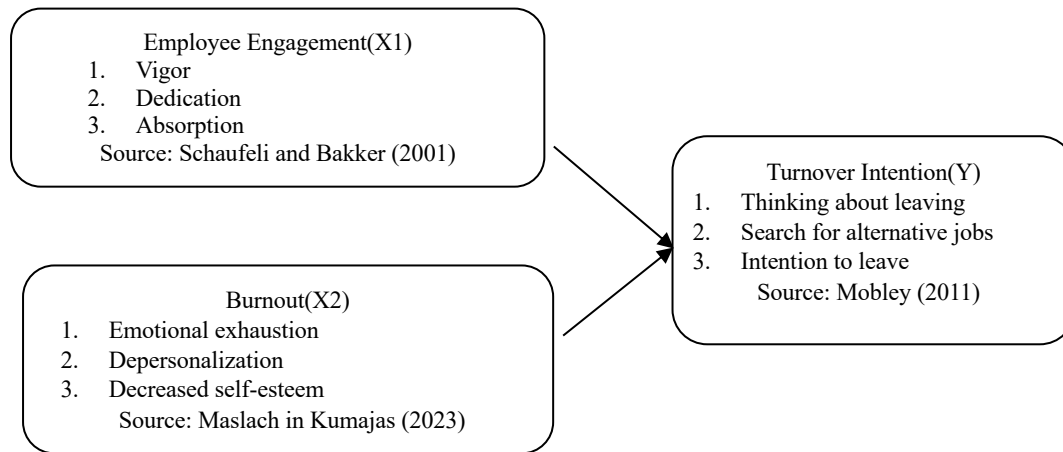 Employee Engagement(X1)
1. Vigor
2. Dedication
3. Absorption
Source: Schaufeli and Bakker (2001)
Burnout(X2)
1. Emotional exhaustion
2. Depersonalization
3. Decreased self-esteem
Source: Maslach in Kumajas (2023)
Turnover Intention(Y)
1. Thinking about leaving
2. Search for alternative jobs
3. Intention to leave
Source: Mobley (2011)